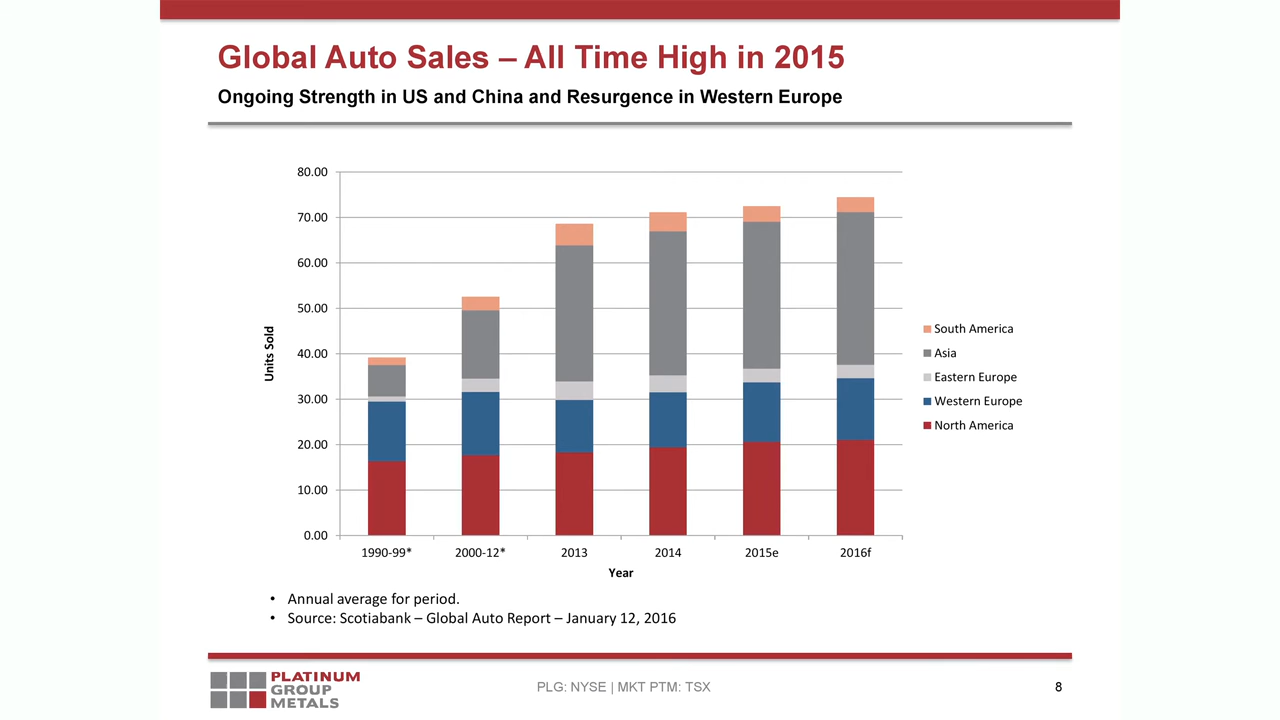 Global Auto Sales – All Time High in 2015
Ongoing Strength in US and China and Resurgence in Western Europe
80.00
70.00
60.00
50.00
40.00
30.00
20.00
10.00
0.00
Units Sold
1990-99* 2000-12* 2013 2014 2015e 2016f
Year
South America
Asia
Eastern Europe
Western Europe
North America
• Annual average for period.
• Source: Scotiabank – Global Auto Report – January 12, 2016
PLATINUM
GROUP
METALS
PLG: NYSE | MKT PTM: TSX
8